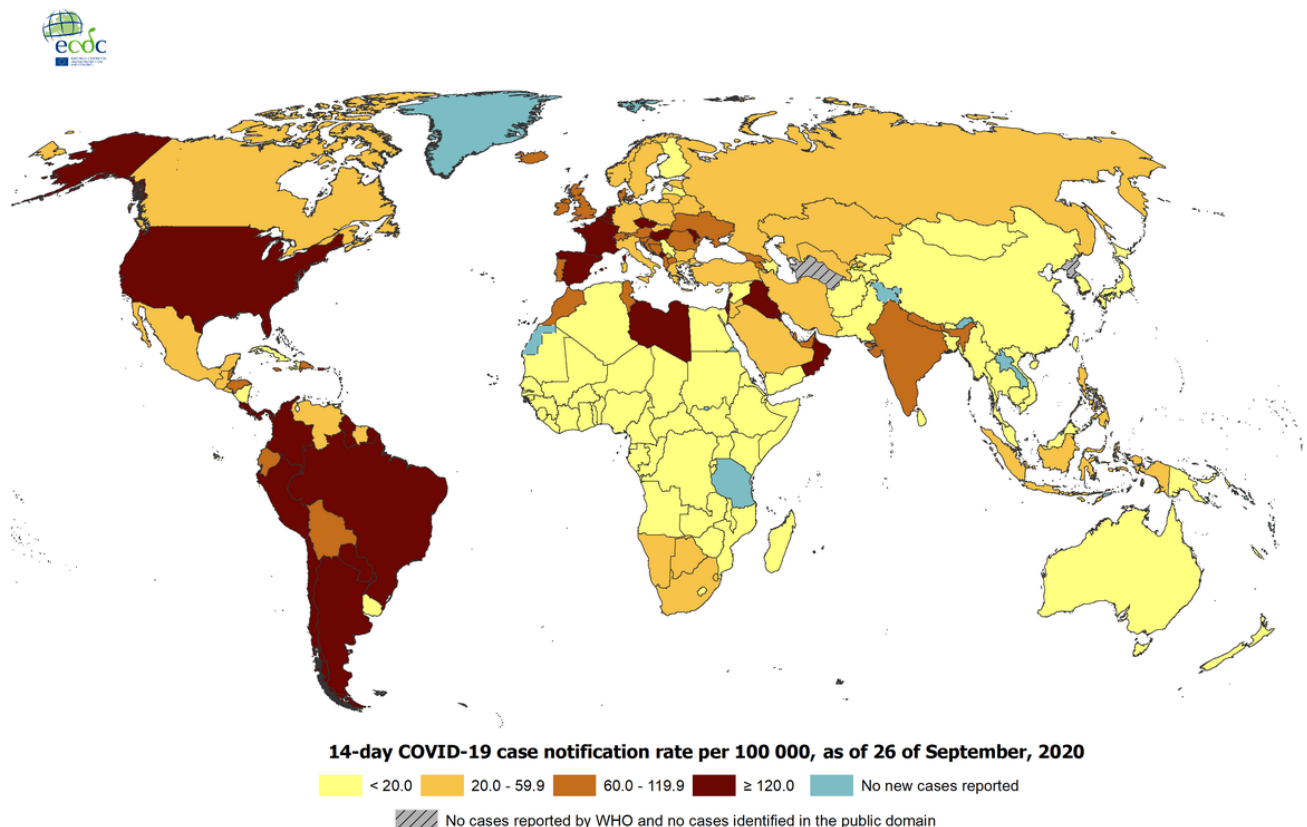 ecdc
14-day COVID-19 case notification rate per 100 000, as of 26 of September, 2020
< 20.0
20.0 - 59.9
60.0 - 119.9
≥ 120.0
No new cases reported
No cases reported by WHO and no cases identified in the public domain